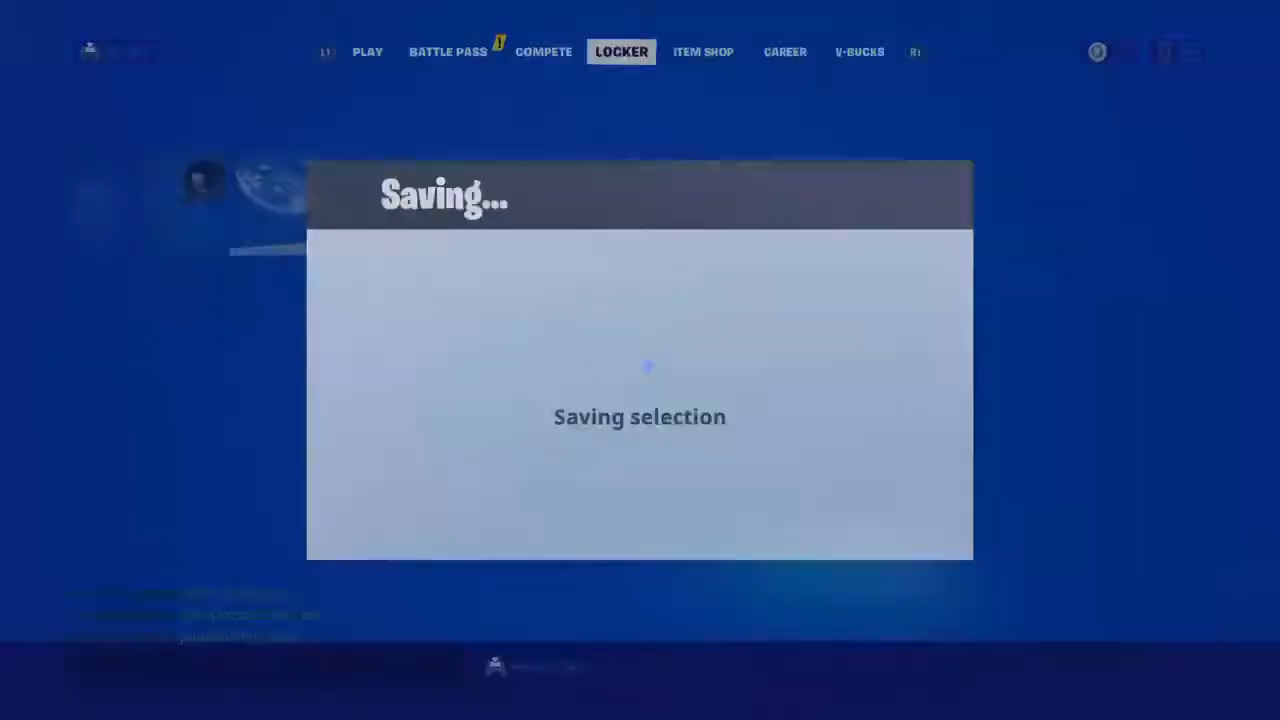 L1 PLAY BATTLE PASS ! COMPETE LOCKER ITEM SHOP CAREER V-BUCKS R1
Saving...
Saving selection